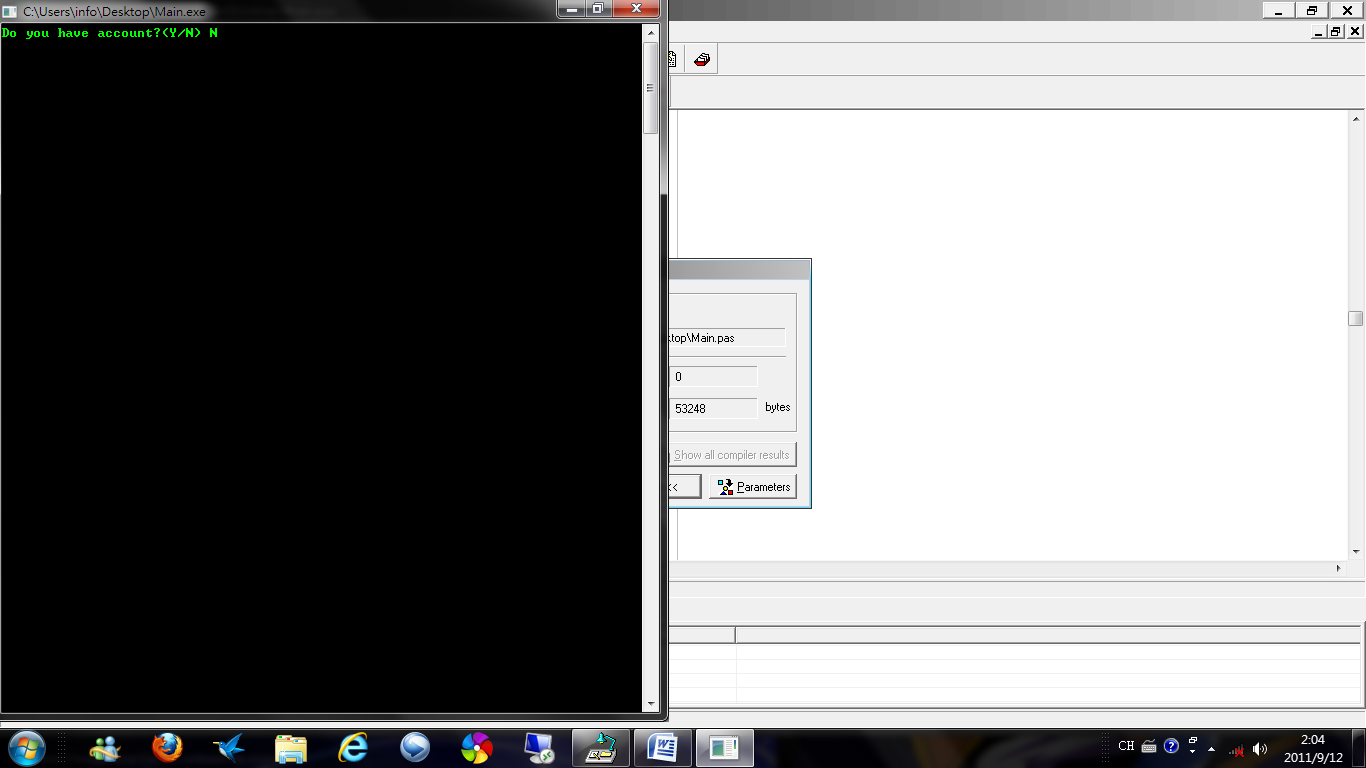 C:\Users\info\Desktop\Main.exe
Do you have account?(Y/N) N
ktop\Main.pas
0
53248 bytes
Show all compiler results
<<
Parameters
CH
2:04
2011/9/12